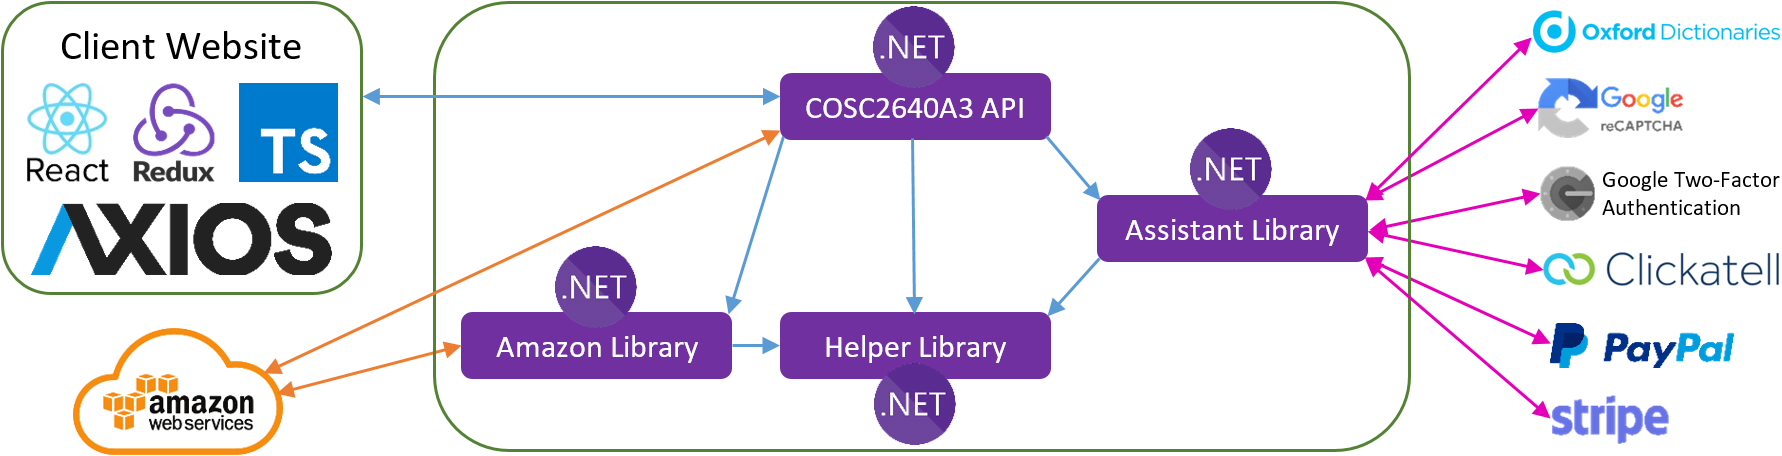 Client Website
React
Redux
TS
AXIOS
.NET
COSC2640A3 API
.NET
Assistant Library
.NET
Amazon Library
Helper Library
.NET
amazon
web services
Oxford Dictionaries
Google
reCAPTCHA
Google Two-Factor
Authentication
Clickatell
PayPal
stripe